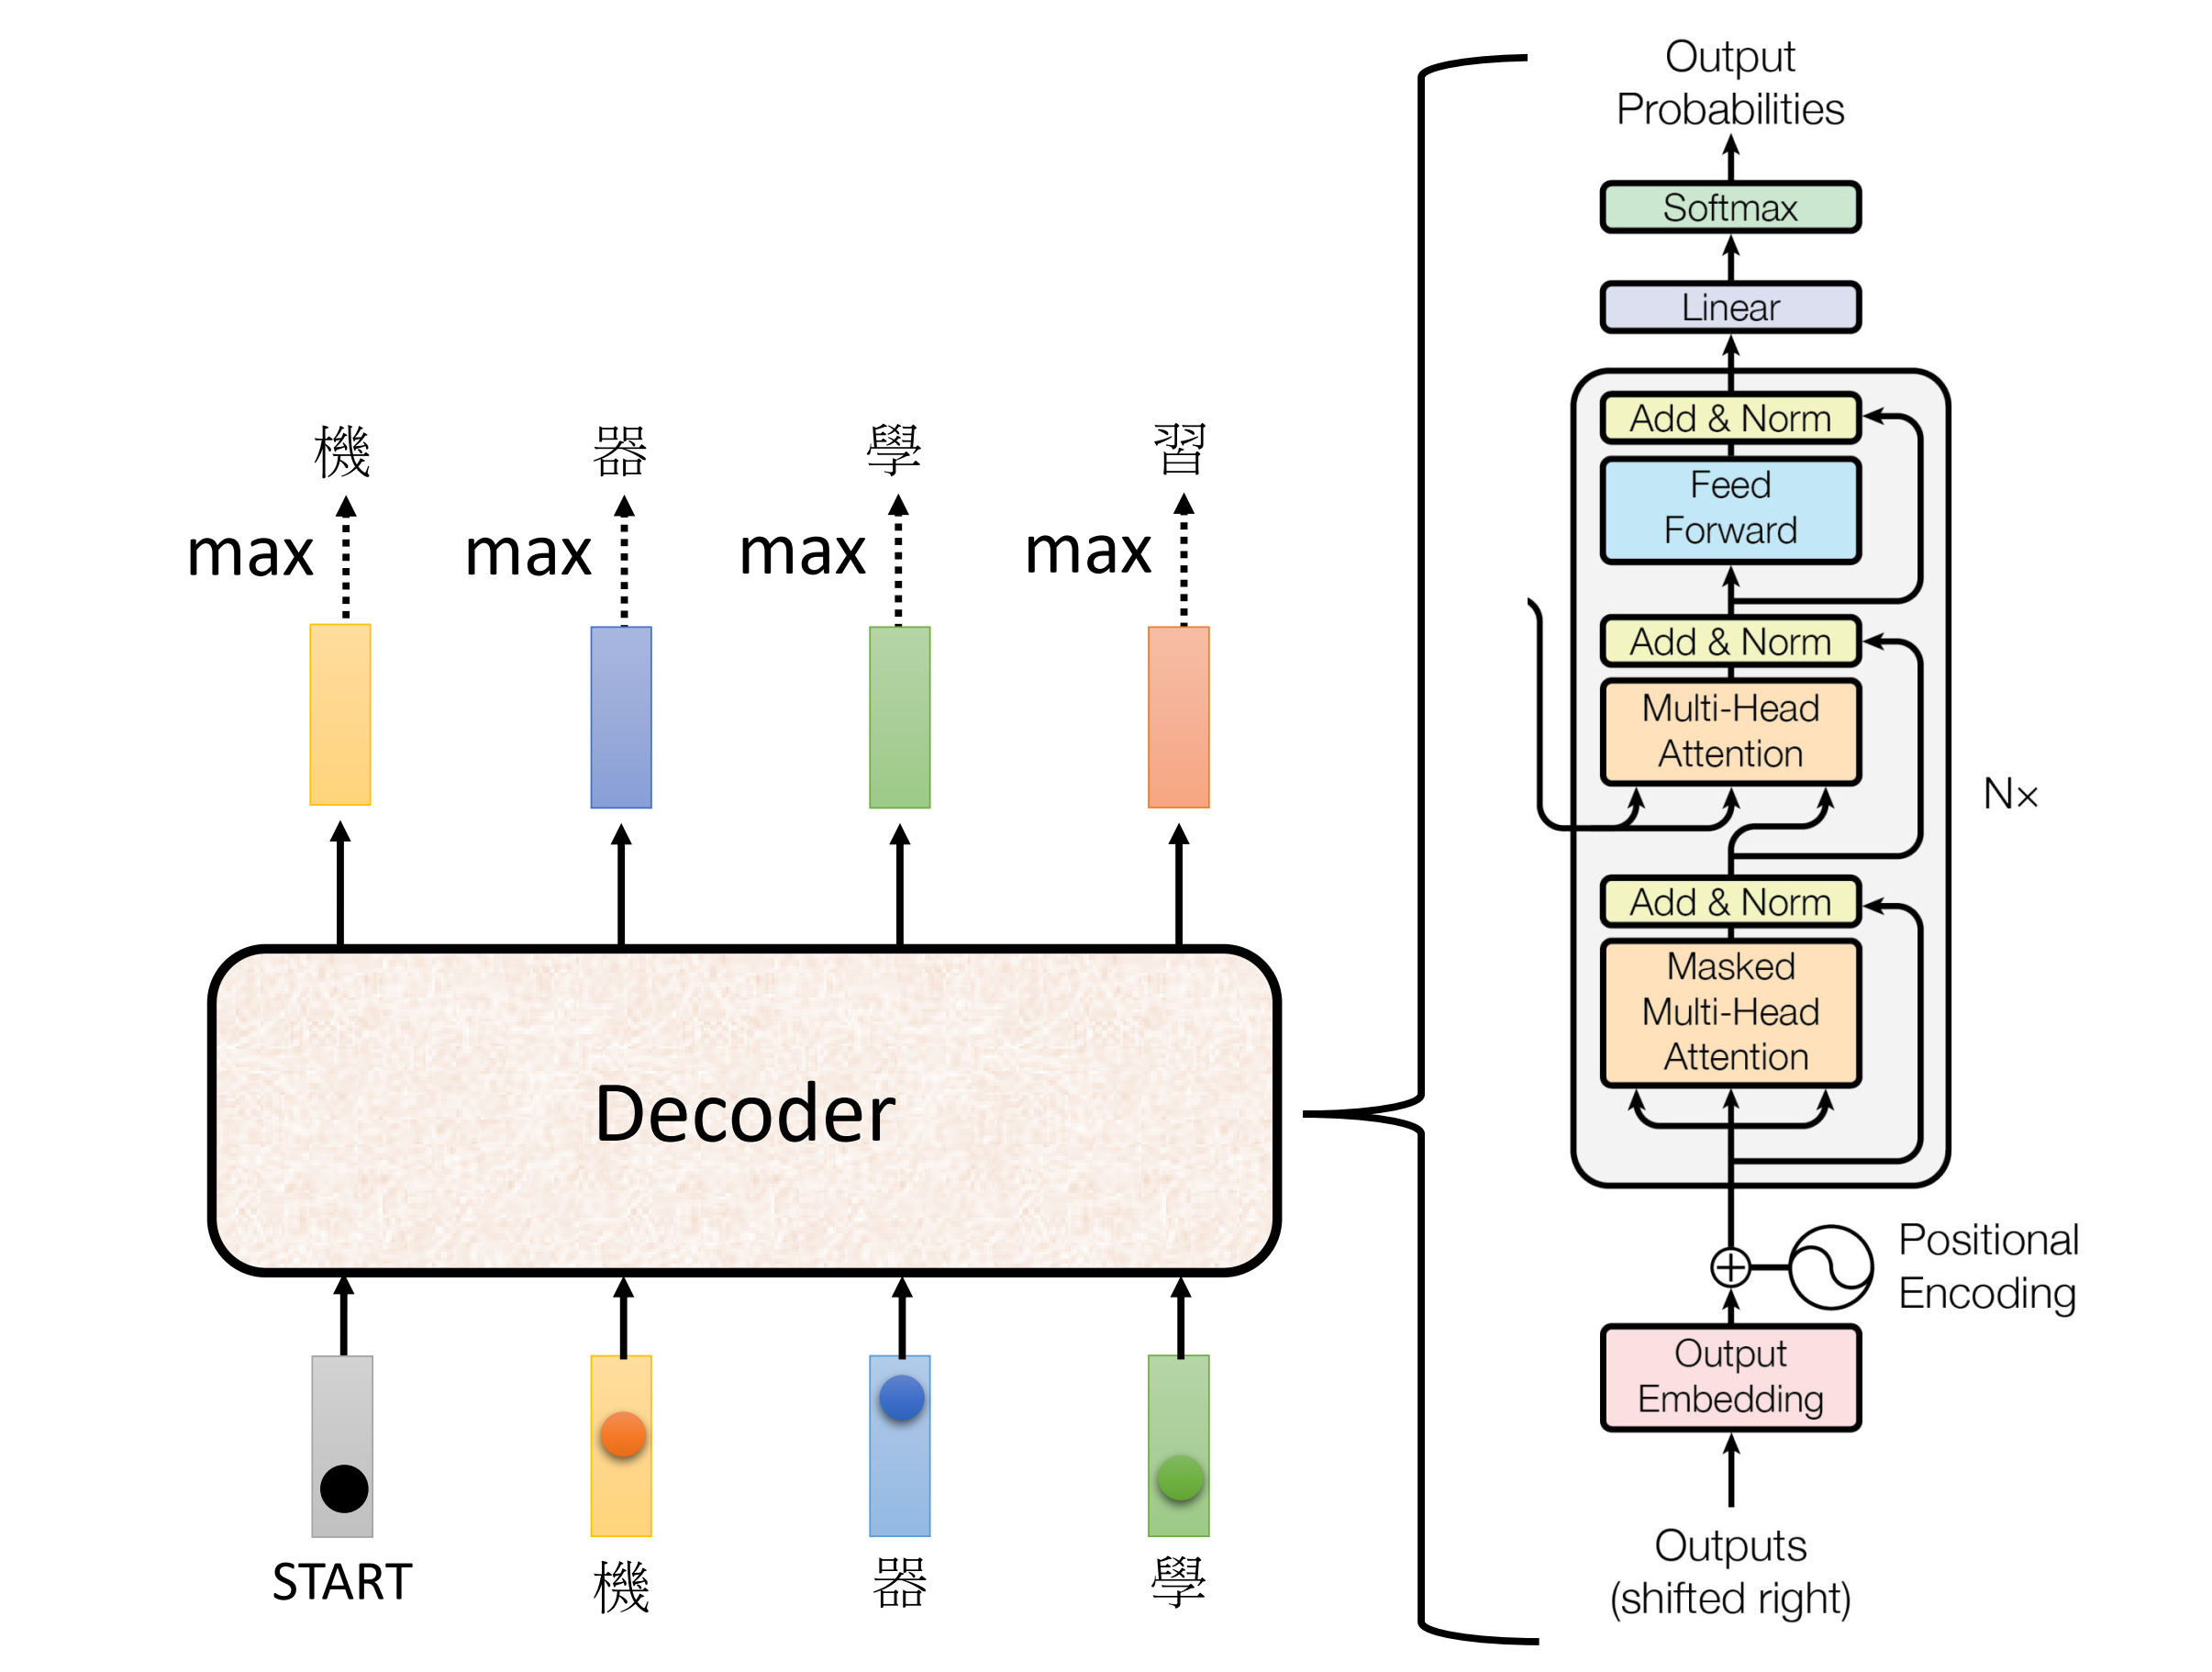 機 器 學 習
max max max max
Decoder
START 機 器 學
Output
Probabilities
Softmax
Linear
Add & Norm
Feed
Forward
Add & Norm
Multi-Head
Attention
N×
Add & Norm
Masked
Multi-Head
Attention
Positional
Encoding
Output
Embedding
Outputs
(shifted right)